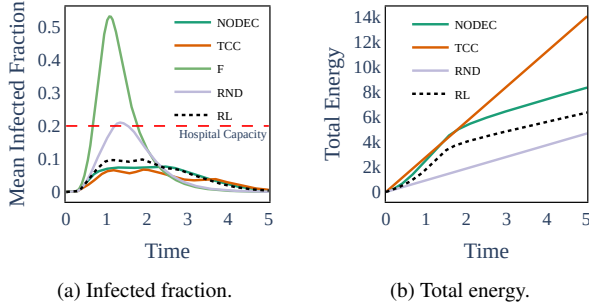 Mean Infected Fraction
0.5
0.4
0.3
0.2
0.1
0
NODEC
TCC
F
RND
RL
Hospital Capacity
0 1 2 3 4 5
Time
(a) Infected fraction.
Total Energy
14k
12k
10k
8k
6k
4k
2k
0
NODEC
TCC
RND
RL
0 1 2 3 4 5
Time
(b) Total energy.